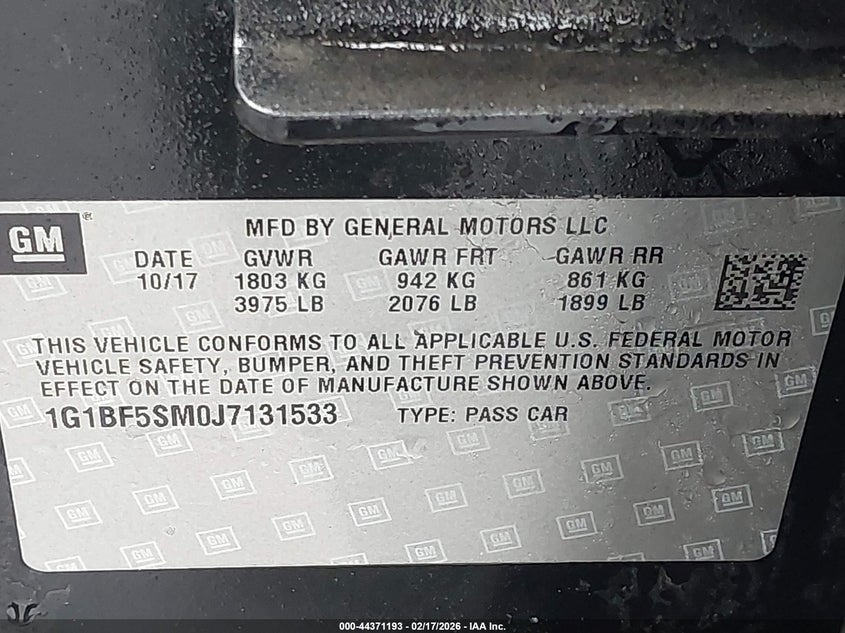 GM
MFD BY GENERAL MOTORS LLC
DATE GVWR GAWR FRT GAWR RR
10/17 1803 KG 942 KG 861 KG
3975 LB 2076 LB 1899 LB
THIS VEHICLE CONFORMS TO ALL APPLICABLE U.S. FEDERAL MOTOR
VEHICLE SAFETY, BUMPER, AND THEFT PREVENTION STANDARDS IN
EFFECT ON THE DATE OF MANUFACTURE SHOWN ABOVE.
1G1BF5SM0J7131533 TYPE: PASS CAR
000-44371193 - 02/17/2026 - IAA Inc.